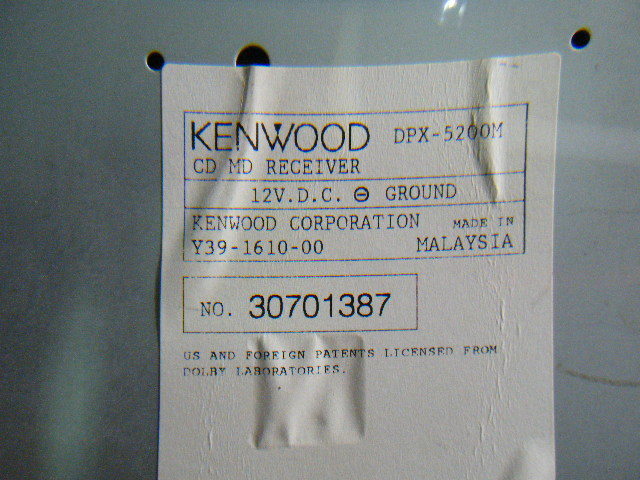 KENWOOD DPX-5200M
CD MD RECEIVER
12V.D.C. ⊖ GROUND
KENWOOD CORPORATION MADE IN
Y39-1610-00 MALAYSIA
NO. 30701387
US AND FOREIGN PATENTS LICENSED FROM
DOLBY LABORATORIES.